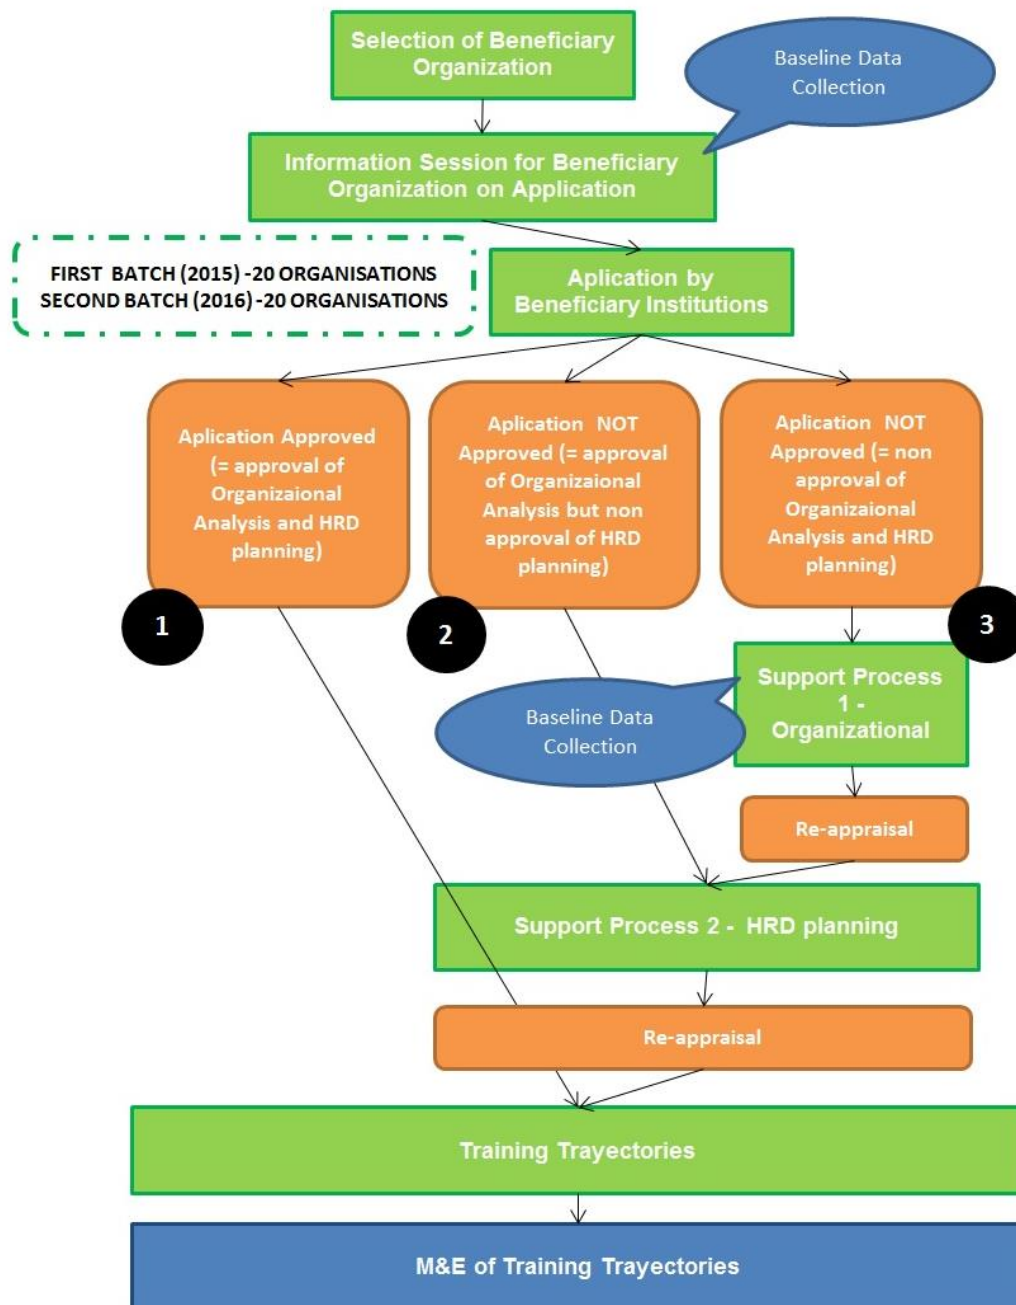 Selection of Beneficiary
Organization
Baseline Data
Collection
Information Session for Beneficiary
Organization on Application
FIRST BATCH (2015) -20 ORGANISATIONS
SECOND BATCH (2016) -20 ORGANISATIONS
Aplication by
Beneficiary Institutions
Aplication Approved
(= approval of
Organizaional
Analysis and HRD
planning)
1
Aplication NOT
Approved (= approval
of Organizaional
Analysis but non
approval of HRD
planning)
2
Aplication NOT
Approved (= non
approval of
Organizaional
Analysis and HRD
planning)
3
Support Process
1 -
Organizational
Baseline Data
Collection
Re-appraisal
Support Process 2 - HRD planning
Re-appraisal
Training Trayectories
M&E of Training Trayectories